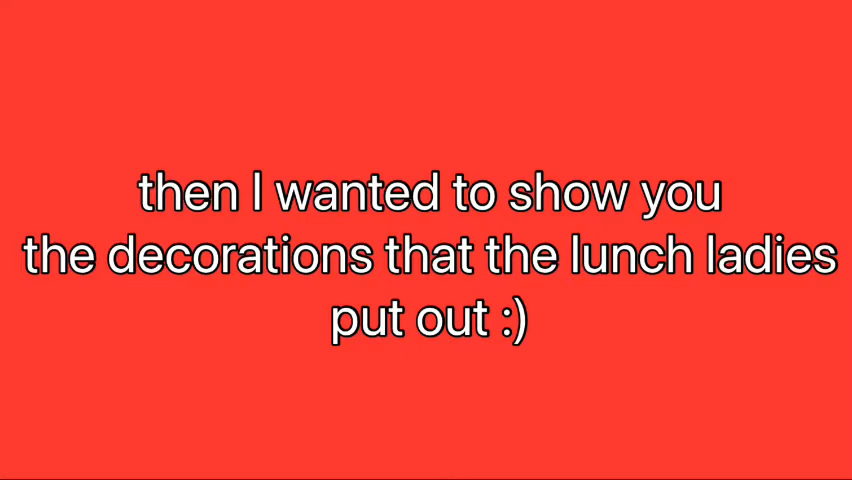 then I wanted to show you
the decorations that the lunch ladies
put out :)